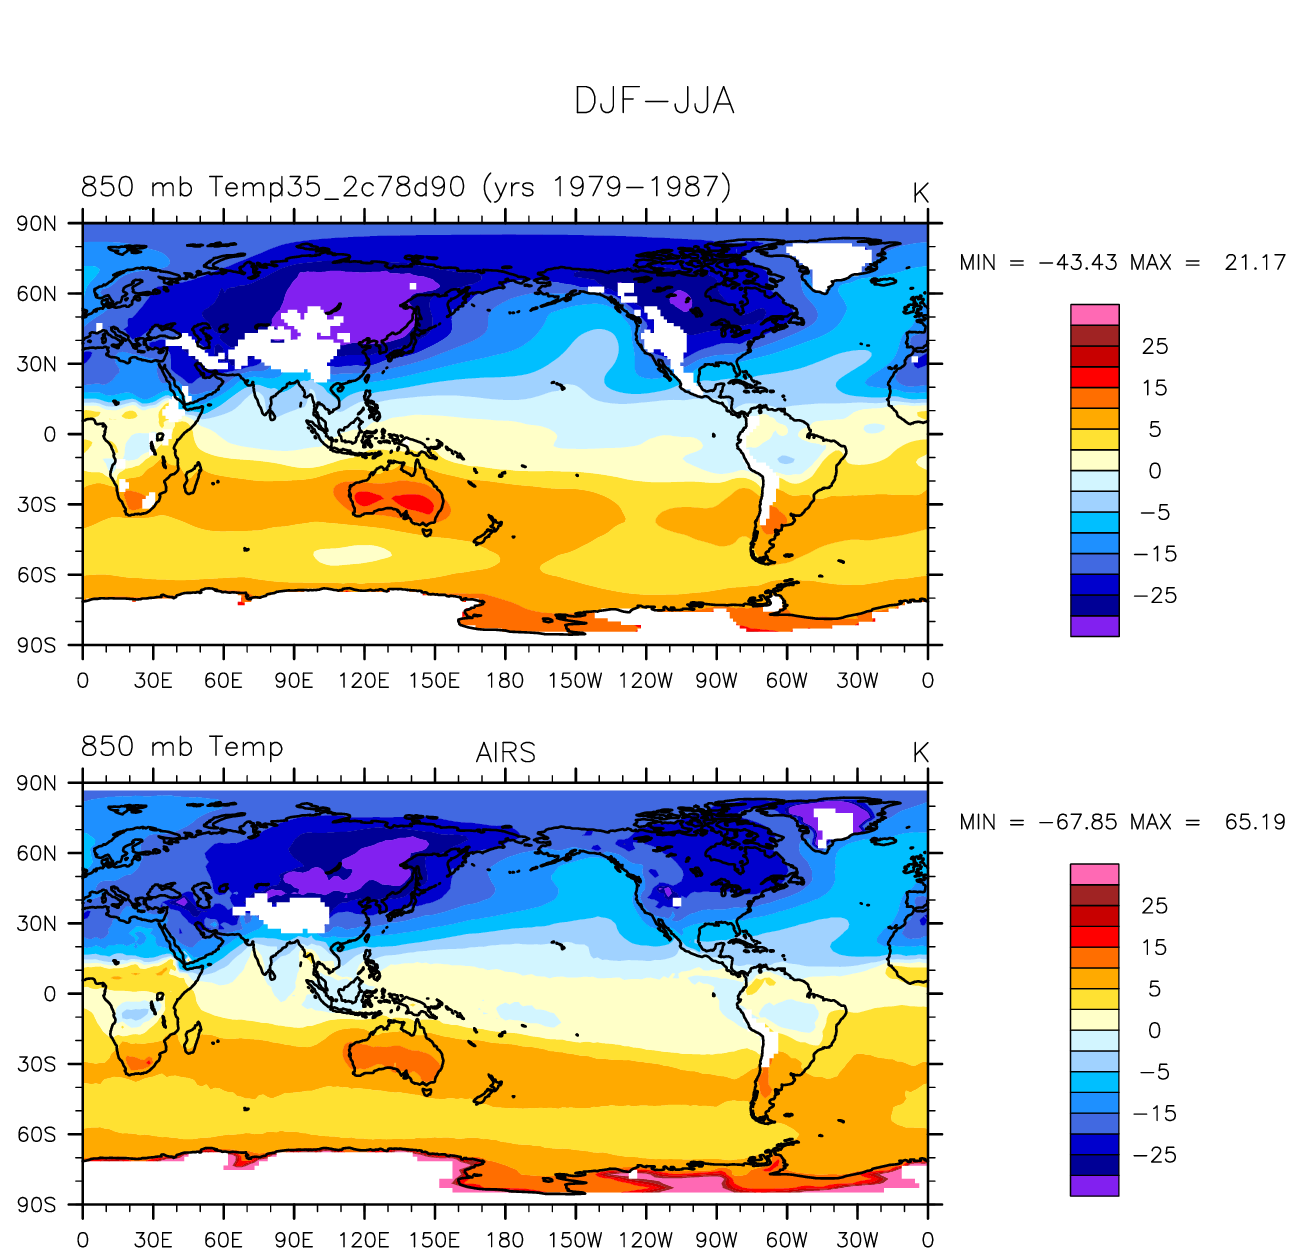 DJF−JJA
850 mb Temp35_2c78d90 (yrs 1979−1987) K
90N
60N
30N
0
30S
60S
90S
0 30E 60E 90E 120E 150E 180 150W 120W 90W 60W 30W 0
MIN = −43.43 MAX = 21.17
25
15
5
0
−5
−15
−25
850 mb Temp AIRS K
90N
60N
30N
0
30S
60S
90S
0 30E 60E 90E 120E 150E 180 150W 120W 90W 60W 30W 0
MIN = −67.85 MAX = 65.19
25
15
5
0
−5
−15
−25